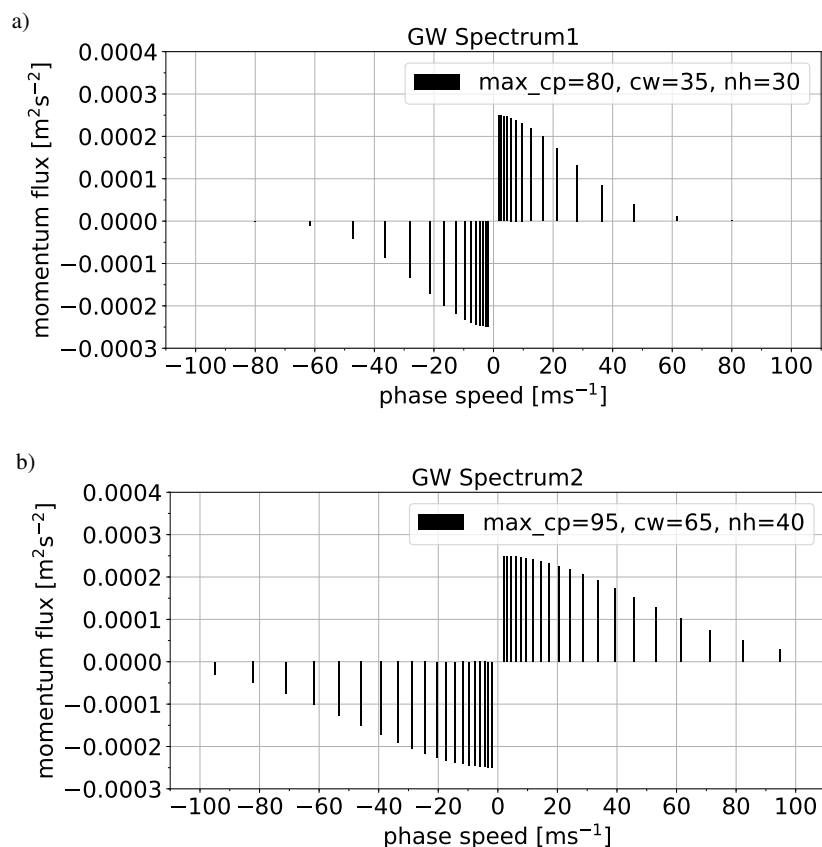 a)
GW Spectrum1
max_cp=80, cw=35, nh=30
0.0004
0.0003
0.0002
0.0001
0.0000
−0.0001
−0.0002
−0.0003
momentum flux [m²s⁻²]
−100 −80 −60 −40 −20 0 20 40 60 80 100
phase speed [ms⁻¹]
b)
GW Spectrum2
max_cp=95, cw=65, nh=40
0.0004
0.0003
0.0002
0.0001
0.0000
−0.0001
−0.0002
−0.0003
momentum flux [m²s⁻²]
−100 −80 −60 −40 −20 0 20 40 60 80 100
phase speed [ms⁻¹]